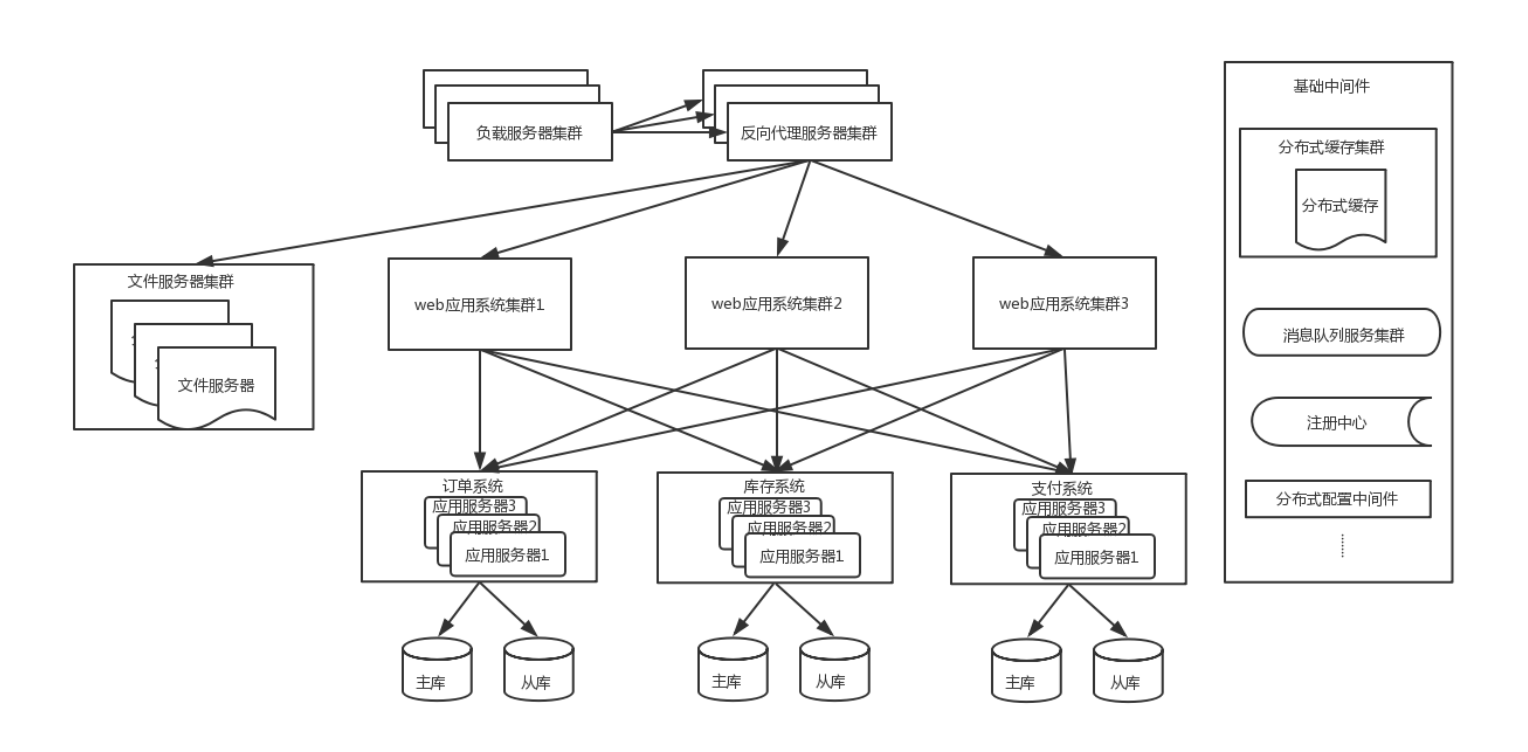 负载服务器集群
反向代理服务器集群
文件服务器集群
文件服务器
web应用系统集群1
web应用系统集群2
web应用系统集群3
订单系统
应用服务器3
应用服务器2
应用服务器1
库存系统
应用服务器3
应用服务器2
应用服务器1
支付系统
应用服务器3
应用服务器2
应用服务器1
主库
从库
主库
从库
主库
从库
基础中间件
分布式缓存集群
分布式缓存
消息队列服务集群
注册中心
分布式配置中间件
......